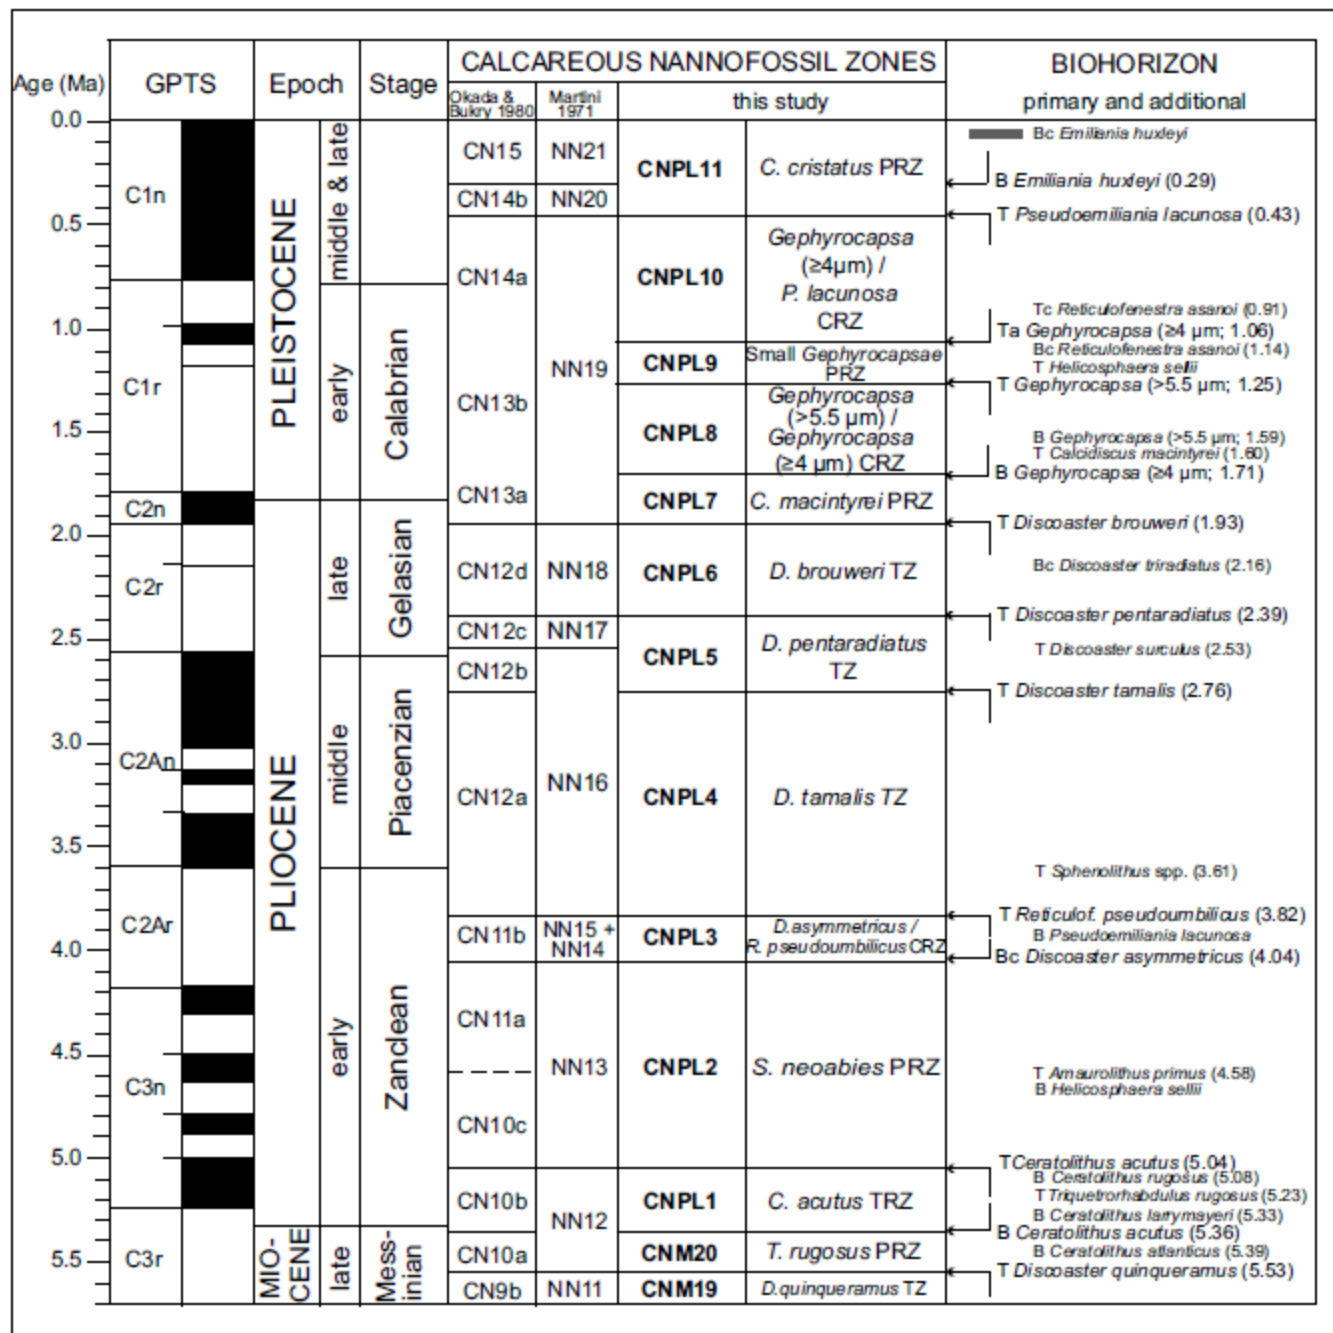 CALCAREOUS NANNOFOSSIL ZONES
BIOHORIZON
Age (Ma)
GPTS
Epoch
Stage
Okada &
Bukry 1980
Martini
1971
this study
primary and additional
0.0
0.5
1.0
1.5
2.0
2.5
3.0
3.5
4.0
4.5
5.0
5.5
C1n
C1r
C2n
C2r
C2An
C2Ar
C3n
C3r
PLEISTOCENE
PLIOCENE
MIO-
CENE
middle & late
early
late
middle
early
late
Calabrian
Gelasian
Piacenzian
Zanclean
Mess-
inian
CN15
CN14b
CN14a
CN13b
CN13a
CN12d
CN12c
CN12b
CN12a
CN11b
CN11a
CN10c
CN10b
CN10a
CN9b
NN21
NN20
NN19
NN18
NN17
NN16
NN15 +
NN14
NN13
NN12
NN11
CNPL11
CNPL10
CNPL9
CNPL8
CNPL7
CNPL6
CNPL5
CNPL4
CNPL3
CNPL2
CNPL1
CNM20
CNM19
C. cristatus PRZ
Gephyrocapsa
(≥4µm) /
P. lacunosa
CRZ
Small Gephyrocapsae
PRZ
Gephyrocapsa
(>5.5 µm) /
Gephyrocapsa
(≥4 µm) CRZ
C. macintyrei PRZ
D. brouweri TZ
D. pentaradiatus
TZ
D. tamalis TZ
D.asymmetricus /
R. pseudoumbilicus CRZ
S. neoabies PRZ
C. acutus TRZ
T. rugosus PRZ
D.quinqueramus TZ
Bc Emiliania huxleyi
B Emiliania huxleyi (0.29)
T Pseudoemiliania lacunosa (0.43)
Tc Reticulofenestra asanoi (0.91)
Ta Gephyrocapsa (≥4 µm; 1.06)
Bc Reticulofenestra asanoi (1.14)
T Helicosphaera sellii
T Gephyrocapsa (>5.5 µm; 1.25)
B Gephyrocapsa (>5.5 µm; 1.59)
T Calcidiscus macintyrei (1.60)
B Gephyrocapsa (≥4 µm; 1.71)
T Discoaster brouweri (1.93)
Bc Discoaster triradiatus (2.16)
T Discoaster pentaradiatus (2.39)
T Discoaster surculus (2.53)
T Discoaster tamalis (2.76)
T Sphenolithus spp. (3.61)
T Reticulof. pseudoumbilicus (3.82)
B Pseudoemiliania lacunosa
Bc Discoaster asymmetricus (4.04)
T Amaurolithus primus (4.58)
B Helicosphaera sellii
T Ceratolithus acutus (5.04)
B Ceratolithus rugosus (5.08)
T Triquetrorhabdulus rugosus (5.23)
B Ceratolithus larrymayeri (5.33)
B Ceratolithus acutus (5.36)
B Ceratolithus atlanticus (5.39)
T Discoaster quinqueramus (5.53)